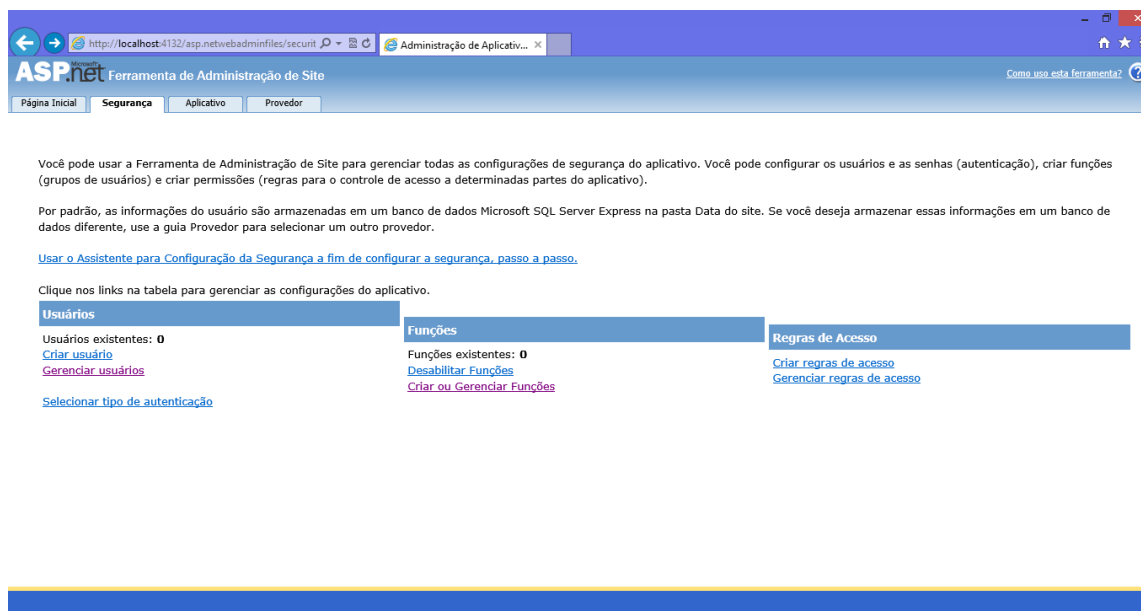 http://localhost:4132/asp.netwebadminfiles/securit
Administração de Aplicativ...
Microsoft
ASP.net Ferramenta de Administração de Site
Como uso esta ferramenta?
Página Inicial Segurança Aplicativo Provedor
Você pode usar a Ferramenta de Administração de Site para gerenciar todas as configurações de segurança do aplicativo. Você pode configurar os usuários e as senhas (autenticação), criar funções
(grupos de usuários) e criar permissões (regras para o controle de acesso a determinadas partes do aplicativo).
Por padrão, as informações do usuário são armazenadas em um banco de dados Microsoft SQL Server Express na pasta Data do site. Se você deseja armazenar essas informações em um banco de
dados diferente, use a guia Provedor para selecionar um outro provedor.
Usar o Assistente para Configuração da Segurança a fim de configurar a segurança, passo a passo.
Clique nos links na tabela para gerenciar as configurações do aplicativo.
Usuários
Usuários existentes: 0
Criar usuário
Gerenciar usuários
Selecionar tipo de autenticação
Funções
Funções existentes: 0
Desabilitar Funções
Criar ou Gerenciar Funções
Regras de Acesso
Criar regras de acesso
Gerenciar regras de acesso